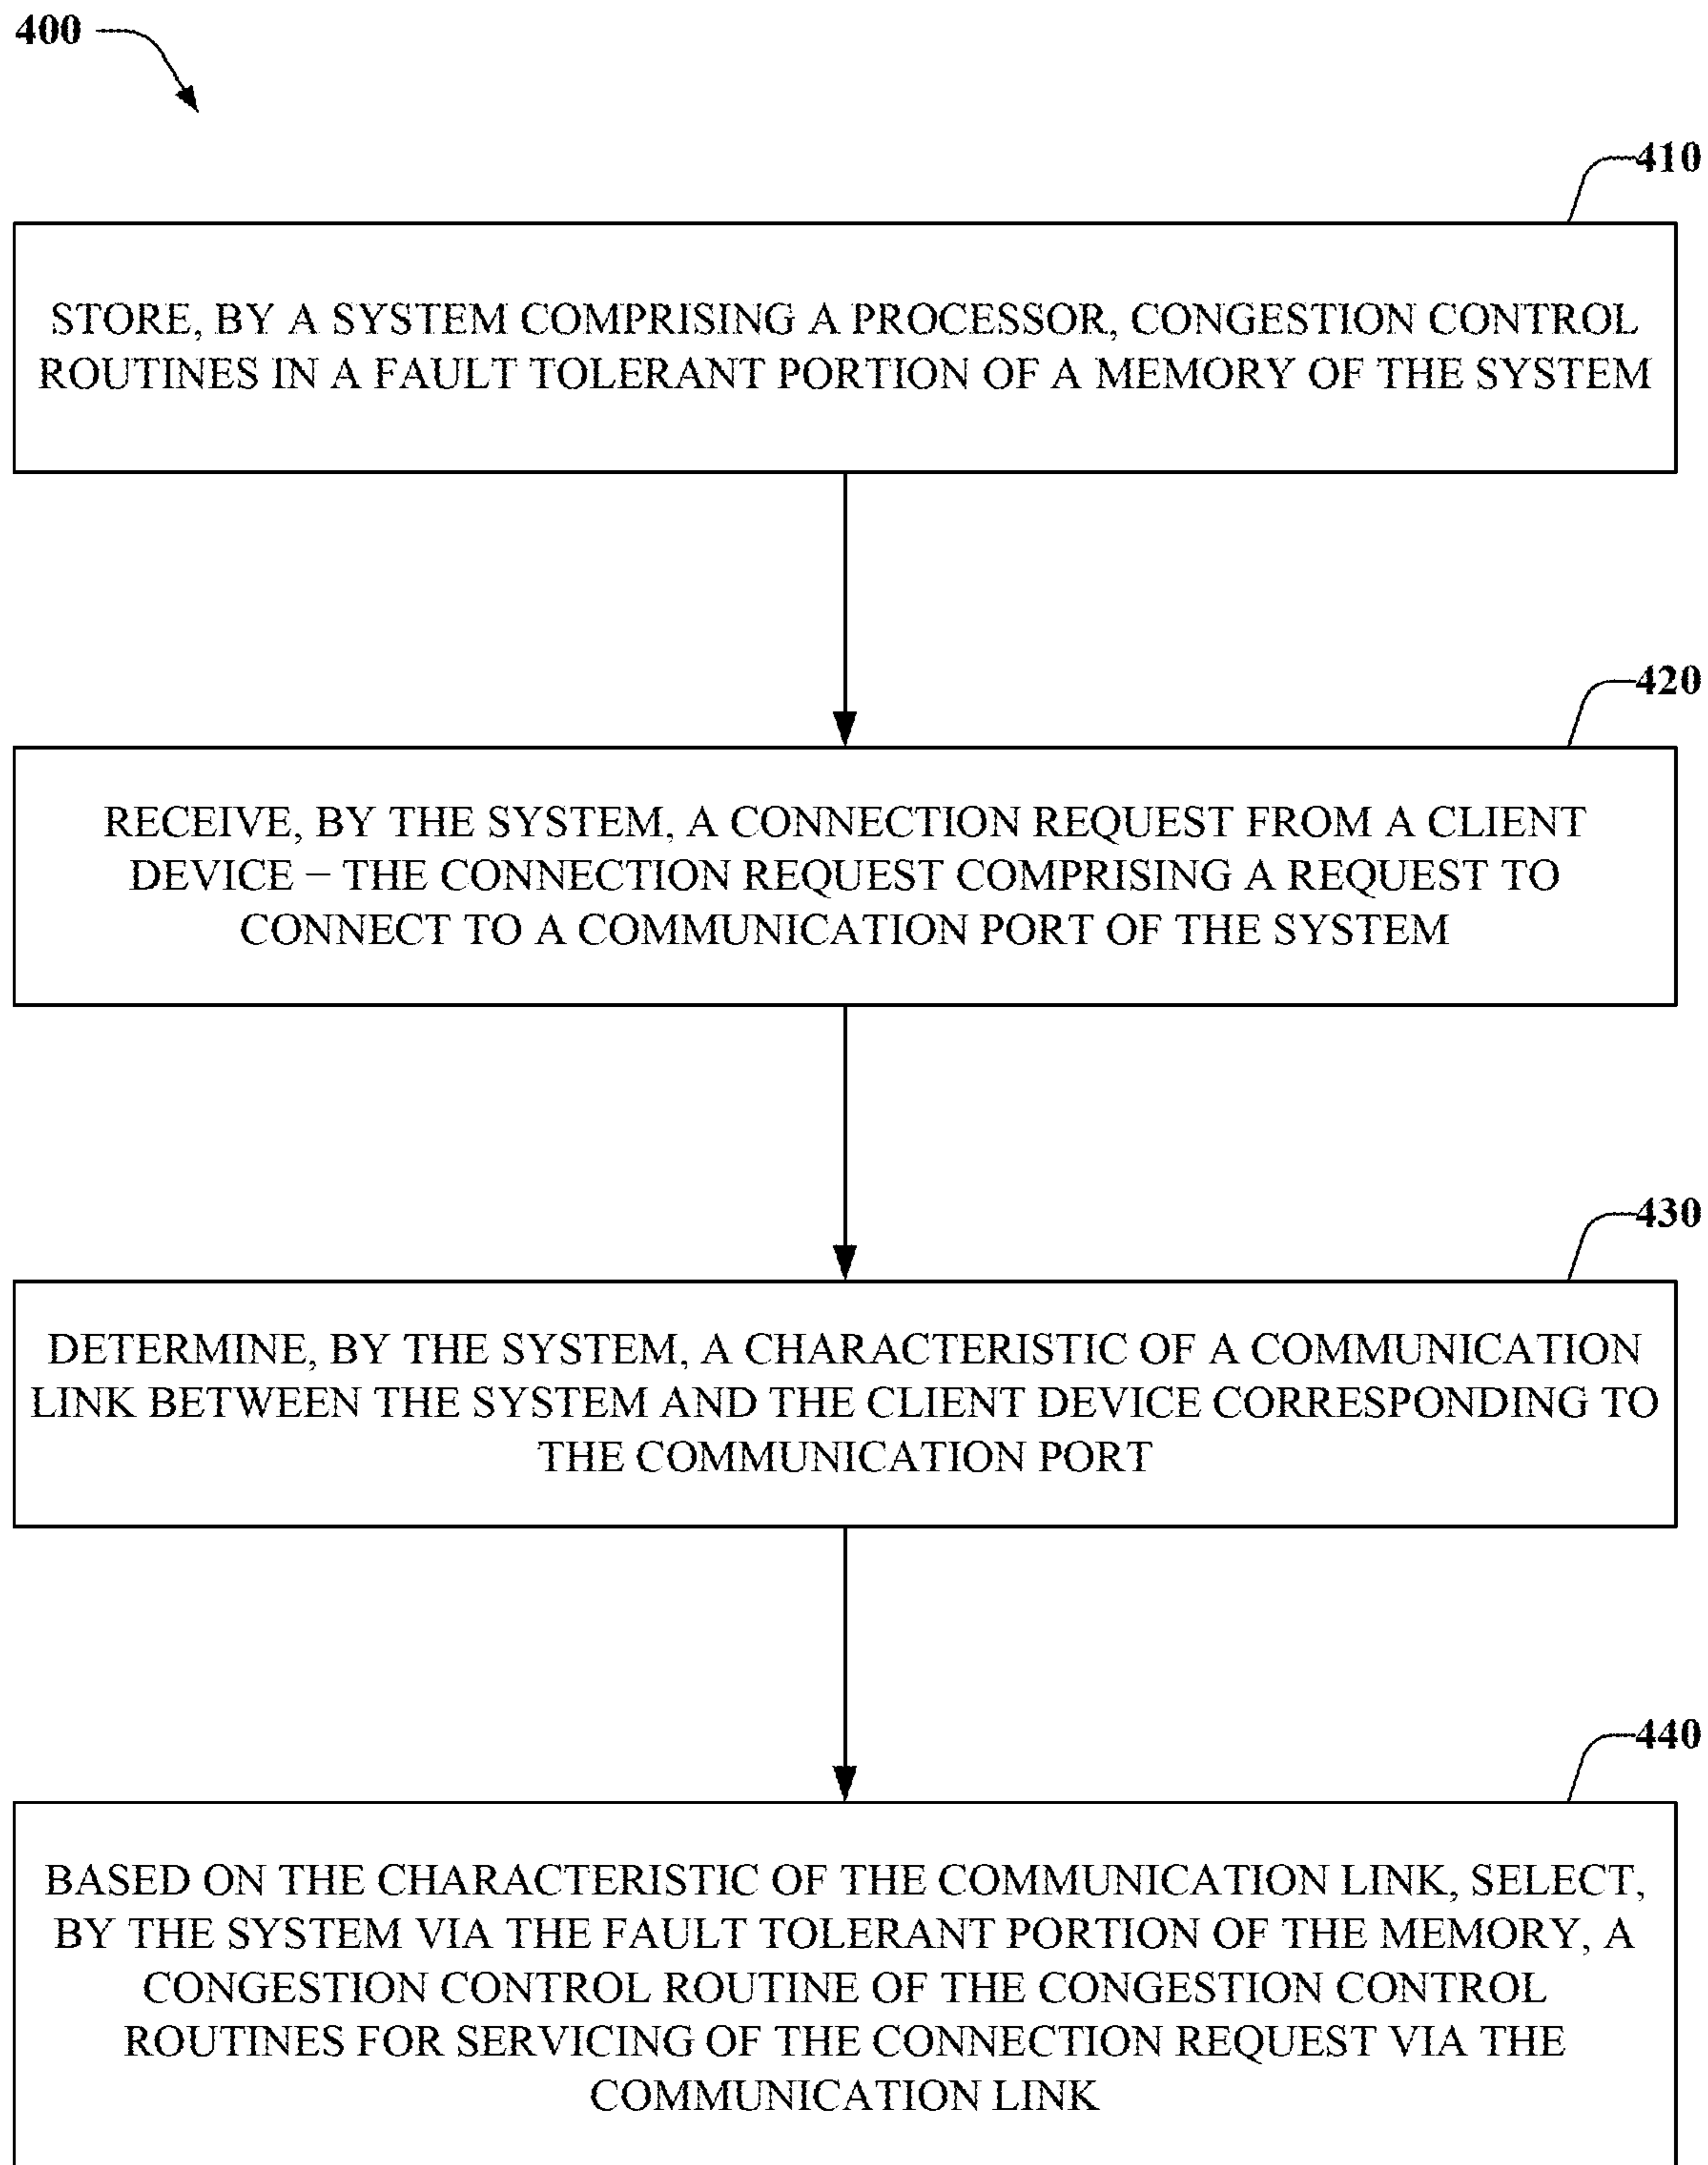 400
410
STORE, BY A SYSTEM COMPRISING A PROCESSOR, CONGESTION CONTROL
ROUTINES IN A FAULT TOLERANT PORTION OF A MEMORY OF THE SYSTEM
420
RECEIVE, BY THE SYSTEM, A CONNECTION REQUEST FROM A CLIENT
DEVICE – THE CONNECTION REQUEST COMPRISING A REQUEST TO
CONNECT TO A COMMUNICATION PORT OF THE SYSTEM
430
DETERMINE, BY THE SYSTEM, A CHARACTERISTIC OF A COMMUNICATION
LINK BETWEEN THE SYSTEM AND THE CLIENT DEVICE CORRESPONDING TO
THE COMMUNICATION PORT
440
BASED ON THE CHARACTERISTIC OF THE COMMUNICATION LINK, SELECT,
BY THE SYSTEM VIA THE FAULT TOLERANT PORTION OF THE MEMORY, A
CONGESTION CONTROL ROUTINE OF THE CONGESTION CONTROL
ROUTINES FOR SERVICING OF THE CONNECTION REQUEST VIA THE
COMMUNICATION LINK